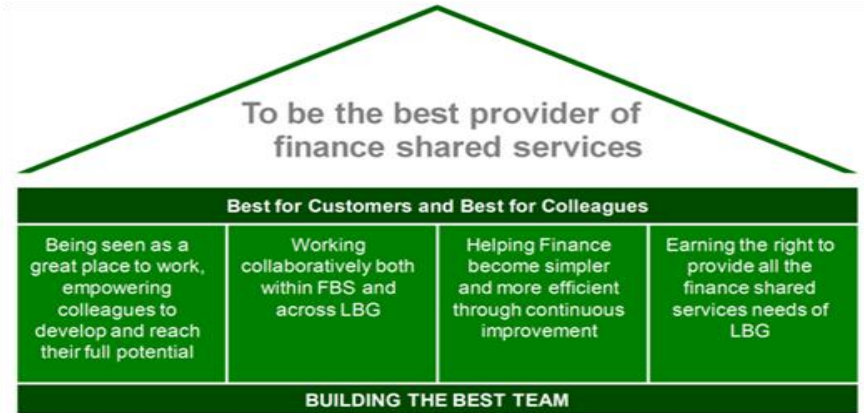 To be the best provider of
finance shared services
Best for Customers and Best for Colleagues
Being seen as a
great place to work,
empowering
colleagues to
develop and reach
their full potential
Working
collaboratively both
within FBS and
across LBG
Helping Finance
become simpler
and more efficient
through continuous
improvement
Earning the right to
provide all the
finance shared
services needs of
LBG
BUILDING THE BEST TEAM